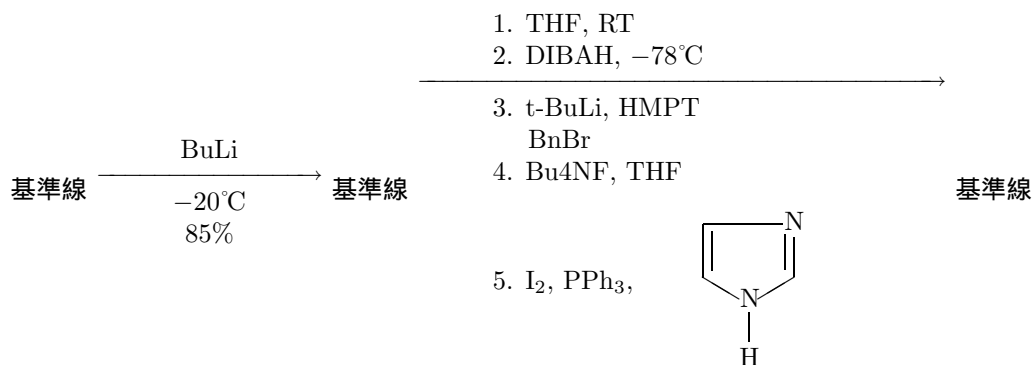 基準線
BuLi
−20℃
85%
基準線
1. THF, RT
2. DIBAH, −78℃
3. t-BuLi, HMPT
BnBr
4. Bu4NF, THF
5. I₂, PPh₃,
N
N
H
基準線